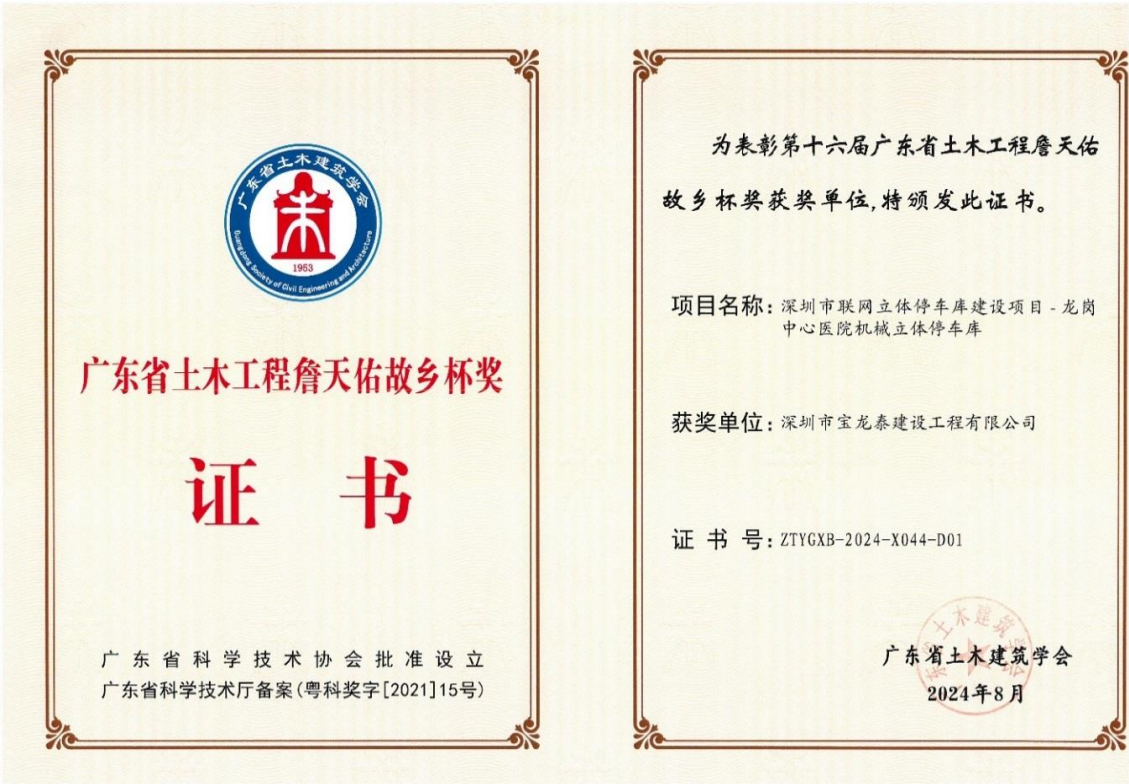 广东省土木建筑学会
1953
Guangdong Society of Civil Engineering and Architecture
广东省土木工程詹天佑故乡杯奖
证 书
广东省科学技术协会批准设立
广东省科学技术厅备案(粤科奖字[2021]15号)
为表彰第十六届广东省土木工程詹天佑
故乡杯奖获奖单位,特颁发此证书。
项目名称: 深圳市联网立体停车库建设项目-龙岗
中心医院机械立体停车库
获奖单位: 深圳市宝龙泰建设工程有限公司
证 书 号: ZTYGXB-2024-X044-D01
广东省土木建筑学会
2024年8月